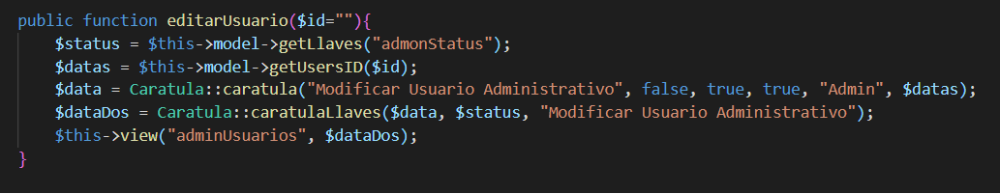 public function editarUsuario($id=""){
$status = $this->model->getLlaves("admonStatus");
$datas = $this->model->getUsersID($id);
$data = Caratula::caratula("Modificar Usuario Administrativo", false, true, true, "Admin", $datas);
$dataDos = Caratula::caratulaLlaves($data, $status, "Modificar Usuario Administrativo");
$this->view("adminUsuarios", $dataDos);
}